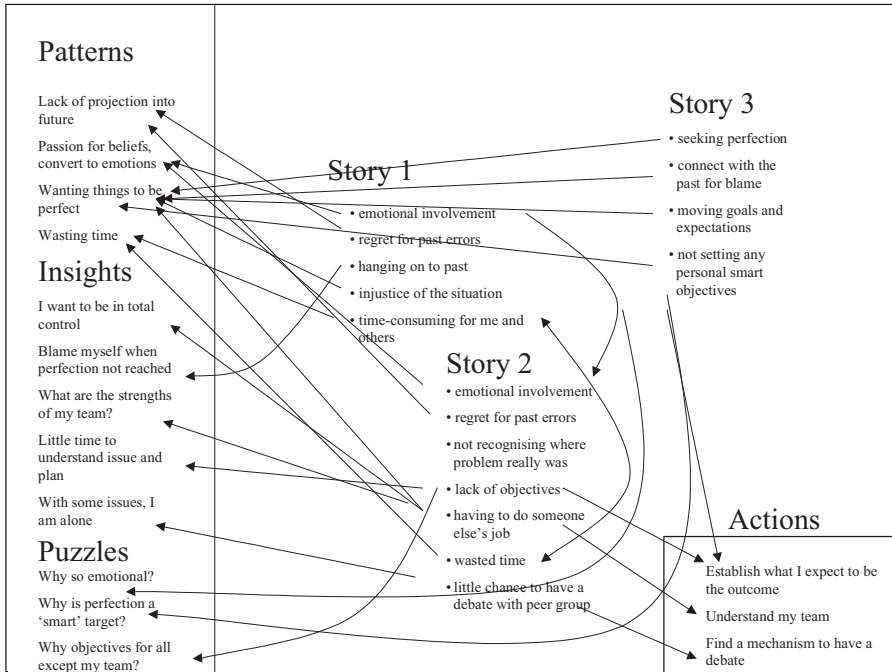 Patterns
Lack of projection into
future
Passion for beliefs,
convert to emotions
Wanting things to be
perfect
Wasting time
Insights
I want to be in total
control
Blame myself when
perfection not reached
What are the strengths
of my team?
Little time to
understand issue and
plan
With some issues, I
am alone
Puzzles
Why so emotional?
Why is perfection a
‘smart’ target?
Why objectives for all
except my team?
Story 1
• emotional involvement
• regret for past errors
• hanging on to past
• injustice of the situation
• time-consuming for me and
others
Story 2
• emotional involvement
• regret for past errors
• not recognising where
problem really was
• lack of objectives
• having to do someone
else’s job
• wasted time
• little chance to have a
debate with peer group
Story 3
• seeking perfection
• connect with the
past for blame
• moving goals and
expectations
• not setting any
personal smart
objectives
Actions
Establish what I expect to be
the outcome
Understand my team
Find a mechanism to have a
debate